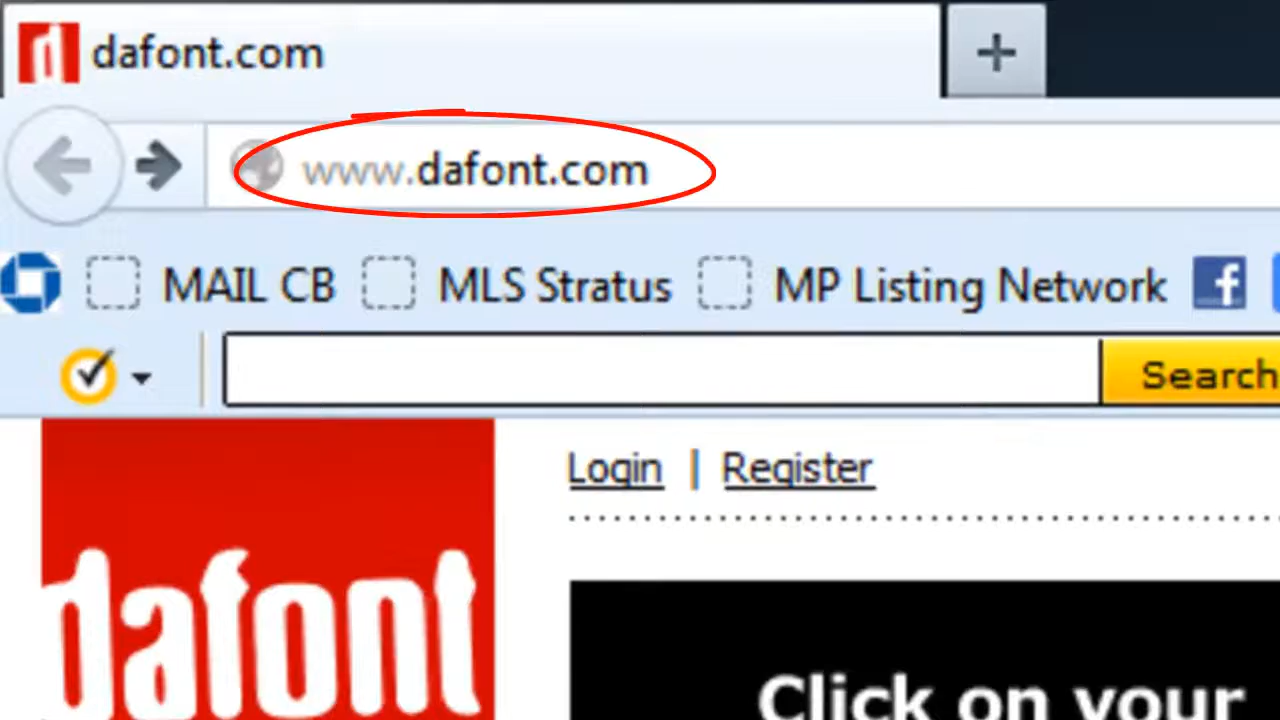 dafont.com
www.dafont.com
MAIL CB MLS Stratus MP Listing Network
Search
Login | Register
dafont
Click on your